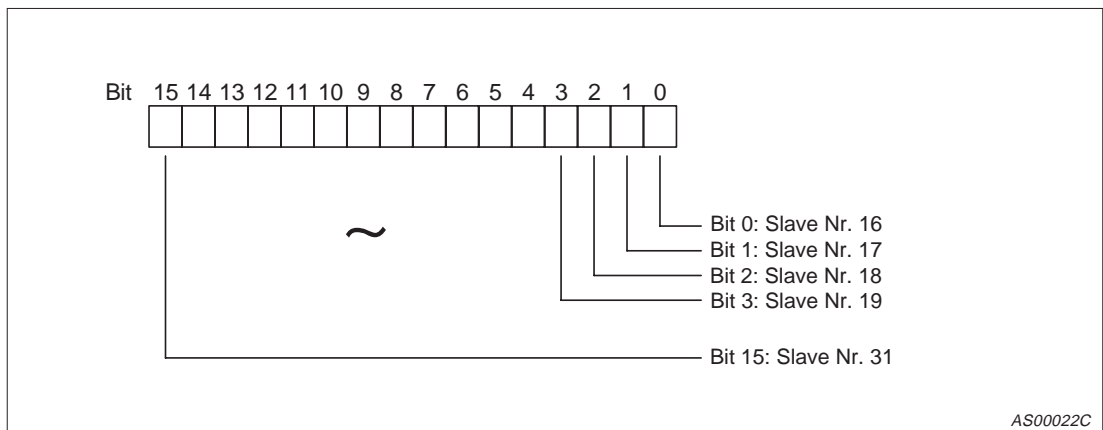 Bit 15 14 13 12 11 10 9 8 7 6 5 4 3 2 1 0
Bit 0: Slave Nr. 16
Bit 1: Slave Nr. 17
Bit 2: Slave Nr. 18
Bit 3: Slave Nr. 19
~
Bit 15: Slave Nr. 31
AS00022C